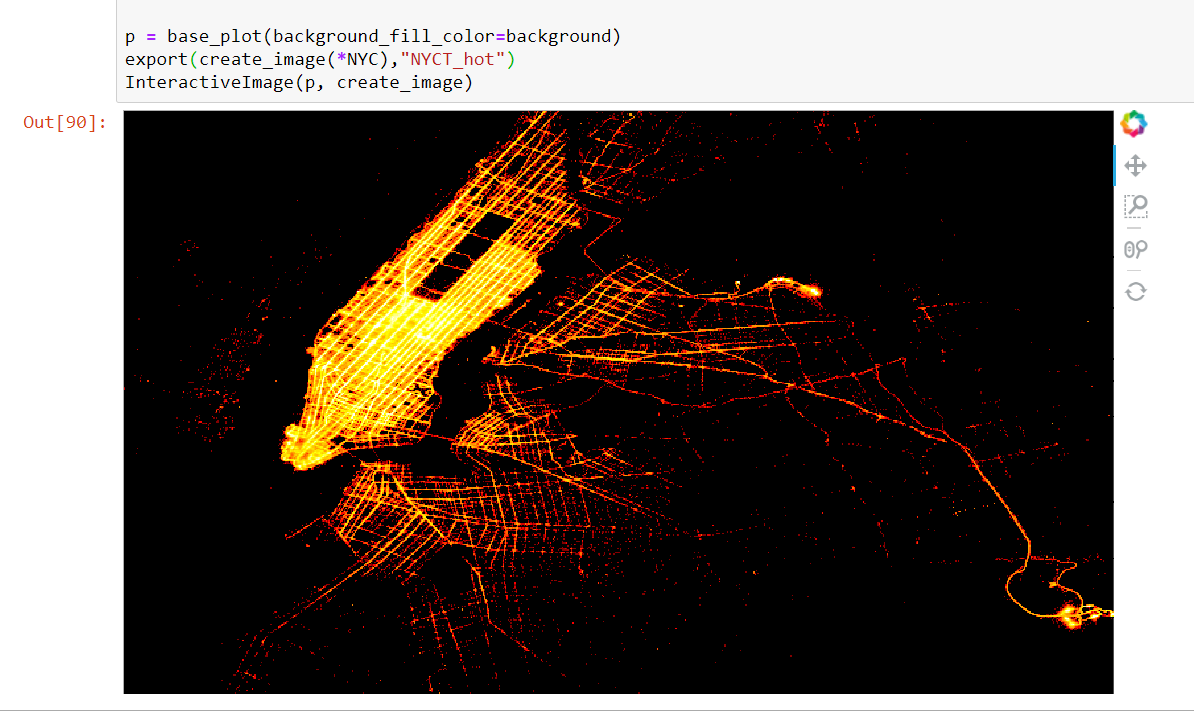 p = base_plot(background_fill_color=background)
export(create_image(*NYC),"NYCT_hot")
InteractiveImage(p, create_image)
Out[90]: